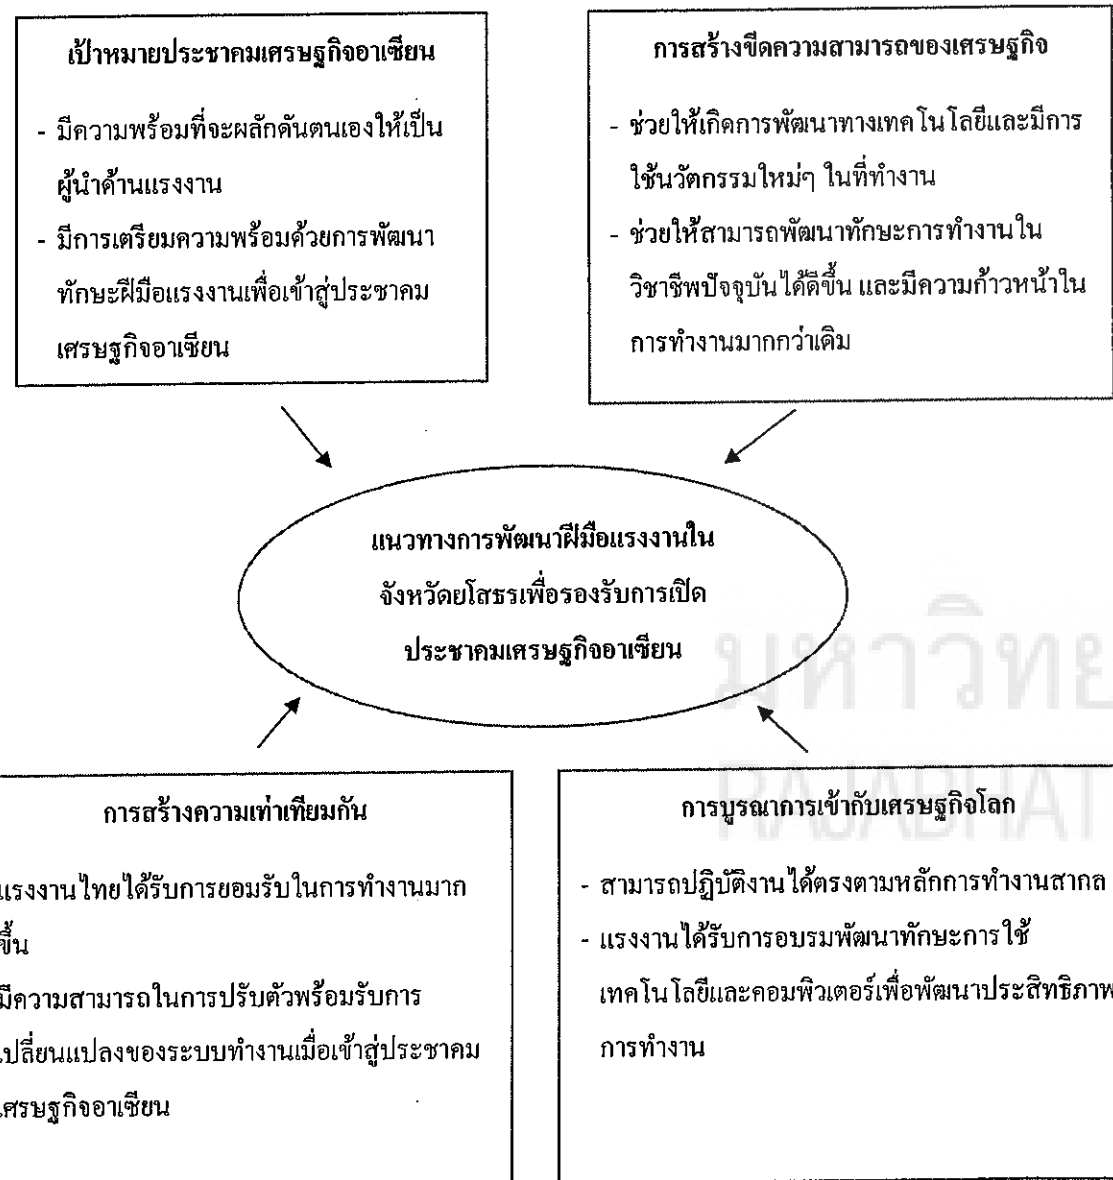 เป้าหมายประชาคมเศรษฐกิจอาเซียน
- มีความพร้อมที่จะผลักดันตนเองให้เป็น
ผู้นำด้านแรงงาน
- มีการเตรียมความพร้อมด้วยการพัฒนา
ทักษะฝีมือแรงงานเพื่อเข้าสู่ประชาคม
เศรษฐกิจอาเซียน
การสร้างขีดความสามารถของเศรษฐกิจ
- ช่วยให้เกิดการพัฒนาทางเทคโนโลยีและมีการ
ใช้นวัตกรรมใหม่ๆ ในที่ทำงาน
- ช่วยให้สามารถพัฒนาทักษะการทำงานใน
วิชาชีพปัจจุบันได้ดีขึ้น และมีความก้าวหน้าใน
การทำงานมากกว่าเดิม
แนวทางการพัฒนาฝีมือแรงงานใน
จังหวัดยโสธรเพื่อรองรับการเปิด
ประชาคมเศรษฐกิจอาเซียน
มหาวิทย
RAJABHAT
การสร้างความเท่าเทียมกัน
แรงงานไทยได้รับการยอมรับในการทำงานมาก
ขึ้น
มีความสามารถในการปรับตัวพร้อมรับการ
เปลี่ยนแปลงของระบบทำงานเมื่อเข้าสู่ประชาคม
เศรษฐกิจอาเซียน
การบูรณาการเข้ากับเศรษฐกิจโลก
- สามารถปฏิบัติงานได้ตรงตามหลักการทำงานสากล
- แรงงานได้รับการอบรมพัฒนาทักษะการใช้
เทคโนโลยีและคอมพิวเตอร์เพื่อพัฒนาประสิทธิภาพ
การทำงาน